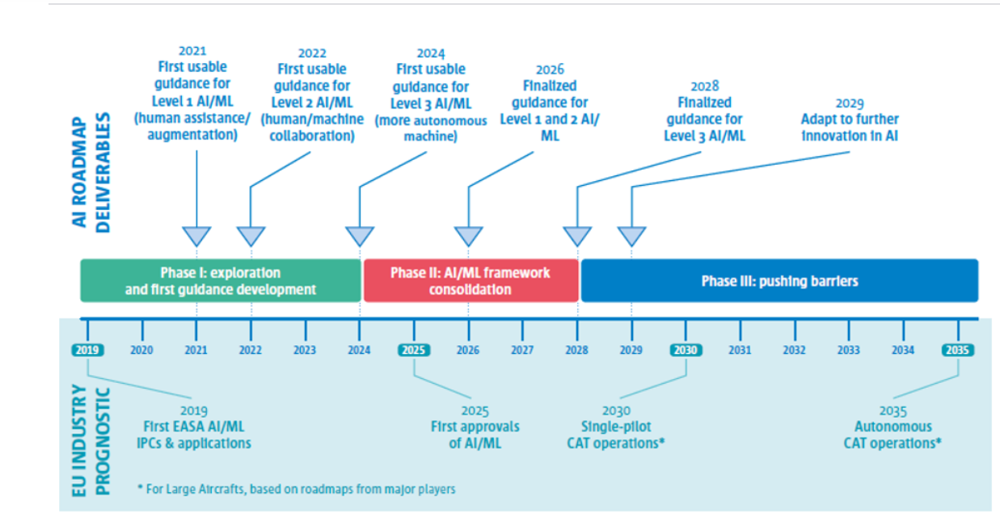 AI ROADMAP
DELIVERABLES
2021
First usable
guidance for
Level 1 AI/ML
(human assistance/
augmentation)
2022
First usable
guidance for
Level 2 AI/ML
(human/machine
collaboration)
2024
First usable
guidance for
Level 3 AI/ML
(more autonomous
machine)
2026
Finalized
guidance for
Level 1 and 2 AI/
ML
2028
Finalized
guidance for
Level 3 AI/ML
2029
Adapt to further
innovation in AI
Phase I: exploration
and first guidance development
Phase II: AI/ML framework
consolidation
Phase III: pushing barriers
2019 2020 2021 2022 2023 2024 2025 2026 2027 2028 2029 2030 2031 2032 2033 2034 2035
EU INDUSTRY
PROGNOSTIC
2019
First EASA AI/ML
IPCs & applications
2025
First approvals
of AI/ML
2030
Single-pilot
CAT operations*
2035
Autonomous
CAT operations*
* For Large Aircrafts, based on roadmaps from major players